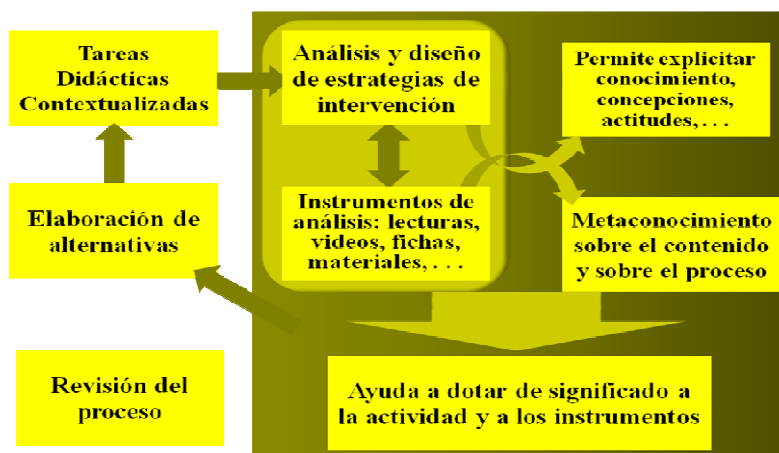 Tareas
Didácticas
Contextualizadas
Análisis y diseño
de estrategias de
intervención
Permite explicitar
conocimiento,
concepciones,
actitudes, . . .
Elaboración de
alternativas
Instrumentos de
análisis: lecturas,
videos, fichas,
materiales, . . .
Metaconocimiento
sobre el contenido
y sobre el proceso
Revisión del
proceso
Ayuda a dotar de significado a
la actividad y a los instrumentos